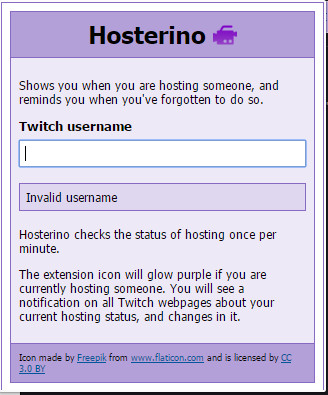 Hosterino
Shows you when you are hosting someone, and
reminds you when you've forgotten to do so.
Twitch username
Invalid username
Hosterino checks the status of hosting once per
minute.
The extension icon will glow purple if you are
currently hosting someone. You will see a
notification on all Twitch webpages about your
current hosting status, and changes in it.
Icon made by Freepik from www.flaticon.com and is licensed by CC
3.0 BY